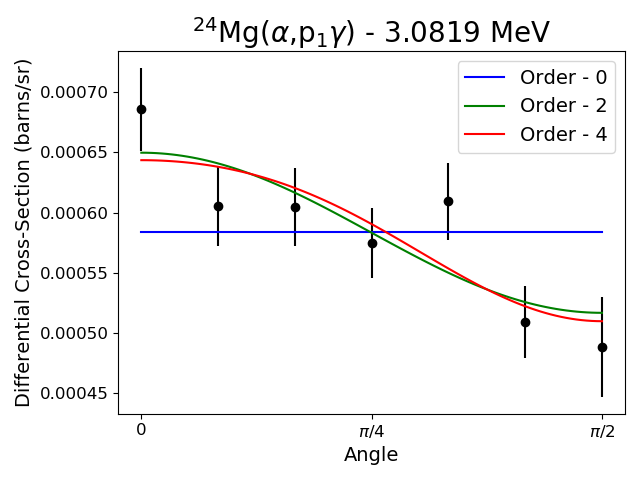 ²⁴Mg(α,p₁γ) - 3.0819 MeV
Differential Cross-Section (barns/sr)
0.00070
0.00065
0.00060
0.00055
0.00050
0.00045
Order - 0
Order - 2
Order - 4
0
π/4
π/2
Angle